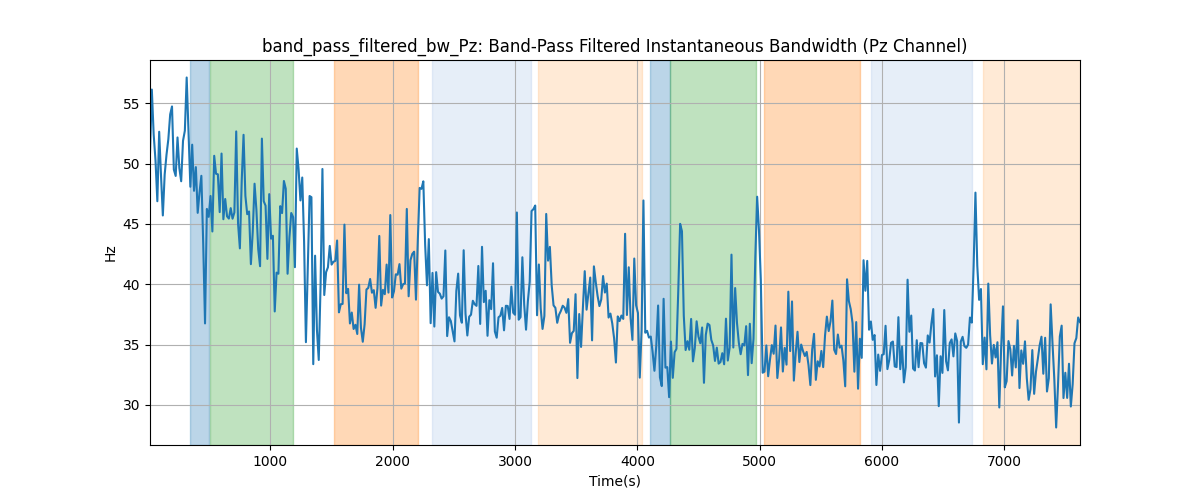 band_pass_filtered_bw_Pz: Band-Pass Filtered Instantaneous Bandwidth (Pz Channel)
55
50
45
40
35
30
Hz
1000 2000 3000 4000 5000 6000 7000
Time(s)